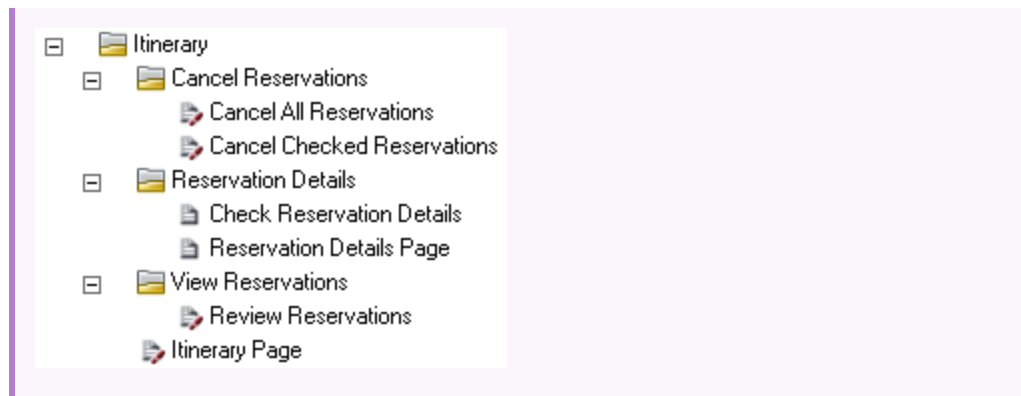 Itinerary
Cancel Reservations
Cancel All Reservations
Cancel Checked Reservations
Reservation Details
Check Reservation Details
Reservation Details Page
View Reservations
Review Reservations
Itinerary Page